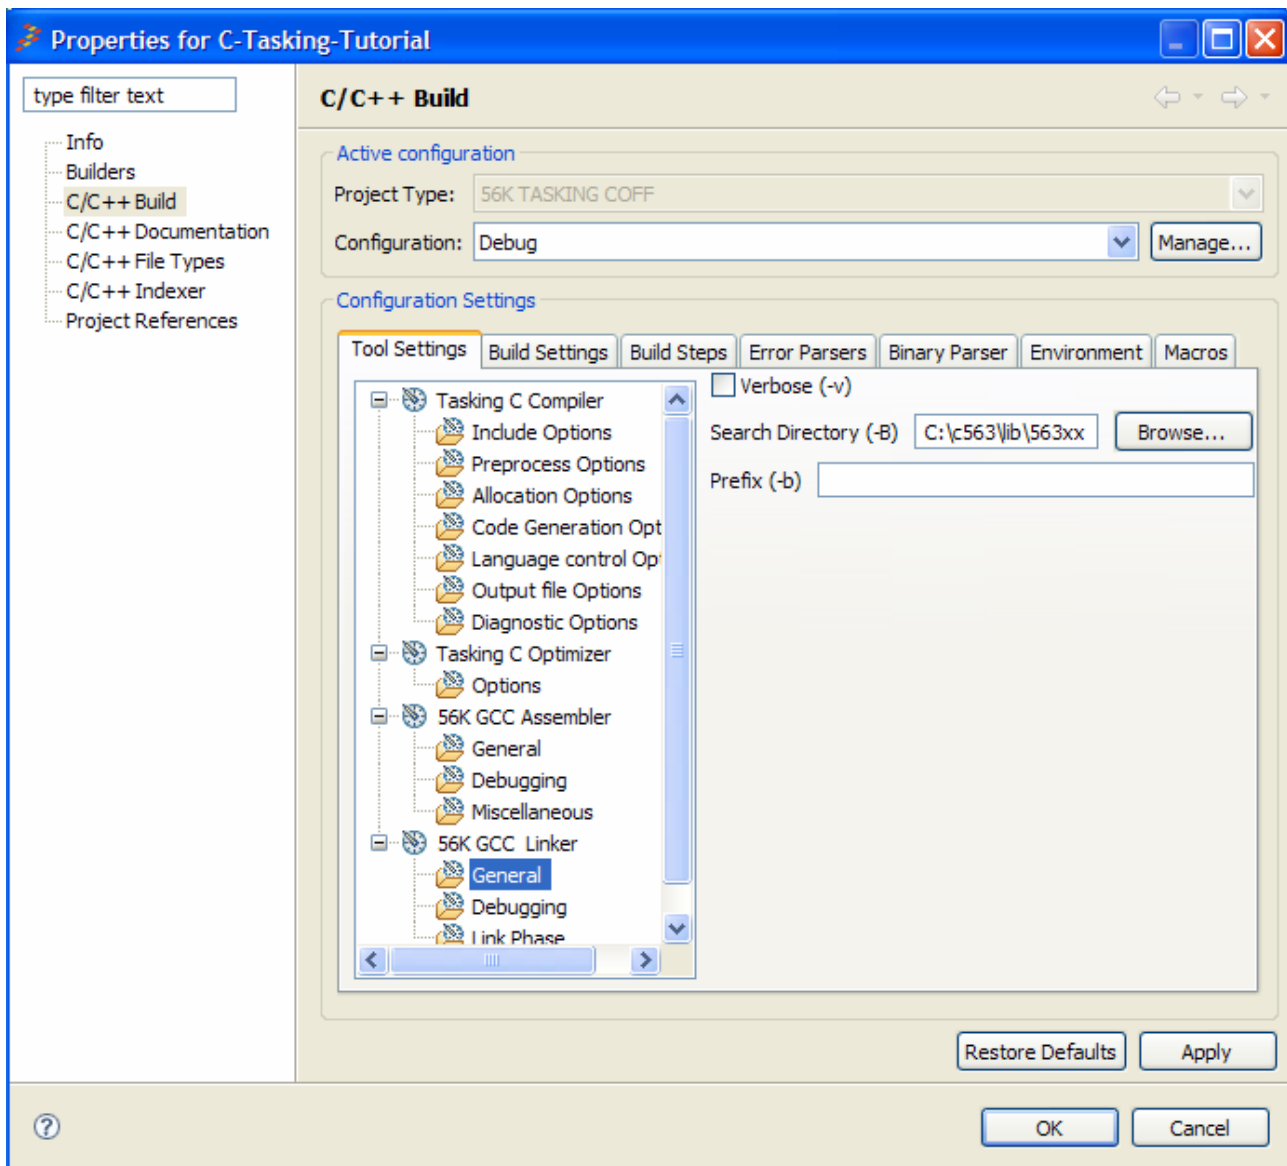 Properties for C-Tasking-Tutorial
type filter text
Info
Builders
C/C++ Build
C/C++ Documentation
C/C++ File Types
C/C++ Indexer
Project References
C/C++ Build
Active configuration
Project Type: 56K TASKING COFF
Configuration: Debug Manage...
Configuration Settings
Tool Settings Build Settings Build Steps Error Parsers Binary Parser Environment Macros
Tasking C Compiler
Include Options
Preprocess Options
Allocation Options
Code Generation Opt
Language control Opt
Output file Options
Diagnostic Options
Tasking C Optimizer
Options
56K GCC Assembler
General
Debugging
Miscellaneous
56K GCC Linker
General
Debugging
Link Phase
Verbose (-v)
Search Directory (-B) C:\c563\lib\563xx Browse...
Prefix (-b)
Restore Defaults Apply
? OK Cancel